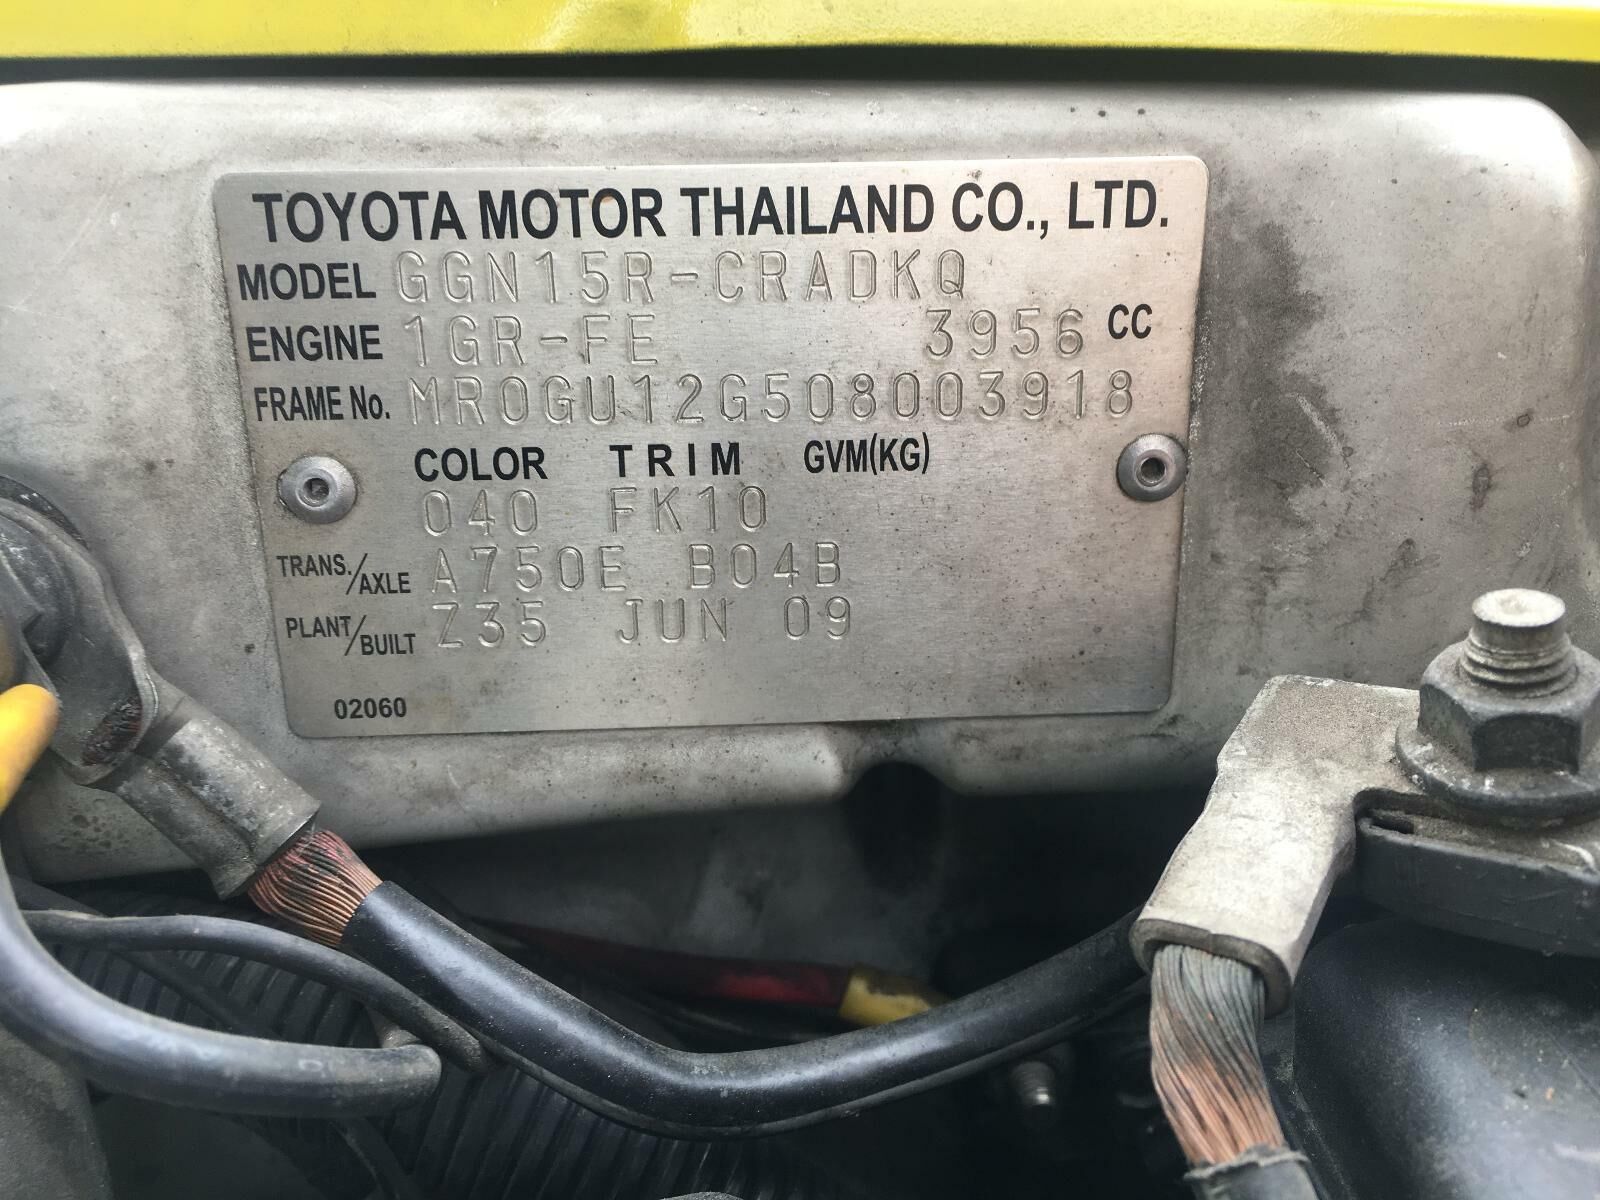 TOYOTA MOTOR THAILAND CO., LTD.
MODEL GGN15R-CRADKQ
ENGINE 1GR-FE 3956 CC
FRAME No. MR0GU12G508003918
COLOR TRIM GVM(KG)
040 FK10
TRANS./AXLE A750E B04B
PLANT/BUILT Z35 JUN 09
02060